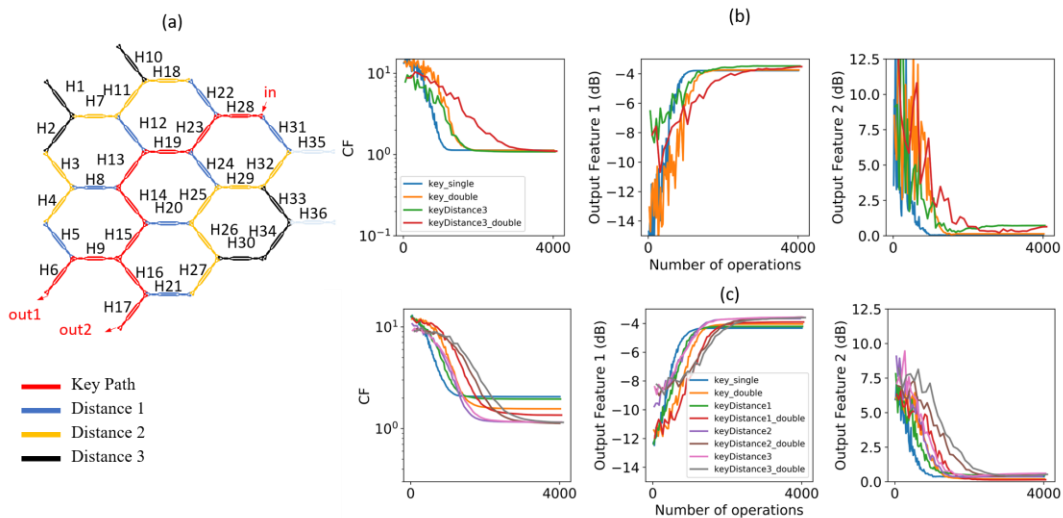 (a)
H10
H18
H1
H11
H7
H22
in
H28
H2
H12
H23
H31
H19
H35
H3
H13
H24
H32
H8
H29
H4
H14
H25
H33
H20
H36
H5
H15
H26
H34
H9
H30
H6
H16
H27
H21
out1
H17
out2
Key Path
Distance 1
Distance 2
Distance 3
(b)
CF
10¹
10⁰
10⁻¹
0
4000
key_single
key_double
keyDistance3
keyDistance3_double
Output Feature 1 (dB)
−4
−6
−8
−10
−12
−14
0
4000
Number of operations
Output Feature 2 (dB)
12.5
10.0
7.5
5.0
2.5
0.0
0
4000
(c)
CF
10¹
10⁰
0
4000
Output Feature 1 (dB)
−4
−6
−8
−10
−12
−14
0
4000
Number of operations
key_single
key_double
keyDistance1
keyDistance1_double
keyDistance2
keyDistance2_double
keyDistance3
keyDistance3_double
Output Feature 2 (dB)
12.5
10.0
7.5
5.0
2.5
0.0
0
4000